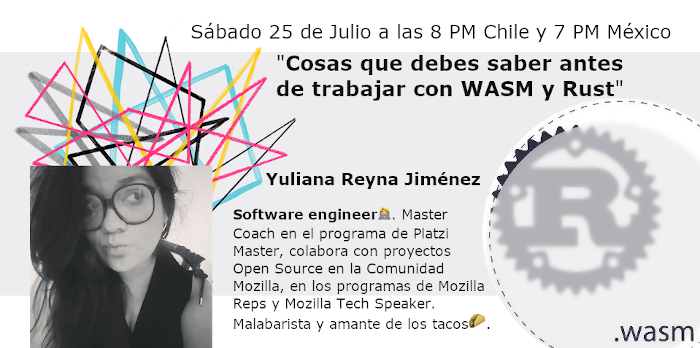 Sábado 25 de Julio a las 8 PM Chile y 7 PM México
"Cosas que debes saber antes
de trabajar con WASM y Rust"
Yuliana Reyna Jiménez
Software engineer👩‍💻. Master
Coach en el programa de Platzi
Master, colabora con proyectos
Open Source en la Comunidad
Mozilla, en los programas de Mozilla
Reps y Mozilla Tech Speaker.
Malabarista y amante de los tacos🌮.
R
.wasm